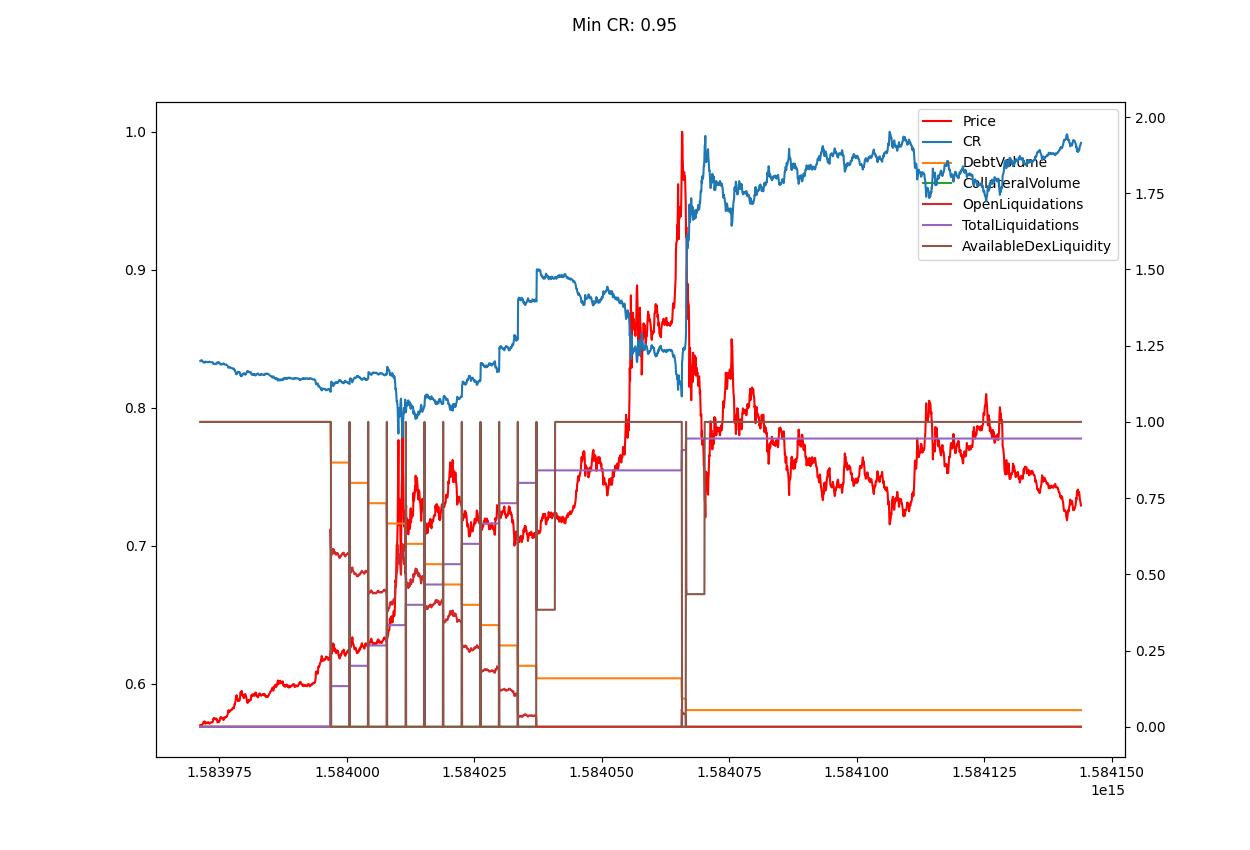 Min CR: 0.95
1.0
0.9
0.8
0.7
0.6
2.00
1.75
1.50
1.25
1.00
0.75
0.50
0.25
0.00
Price
CR
DebtVolume
CollateralVolume
OpenLiquidations
TotalLiquidations
AvailableDexLiquidity
1.583975 1.584000 1.584025 1.584050 1.584075 1.584100 1.584125 1.584150
1e15